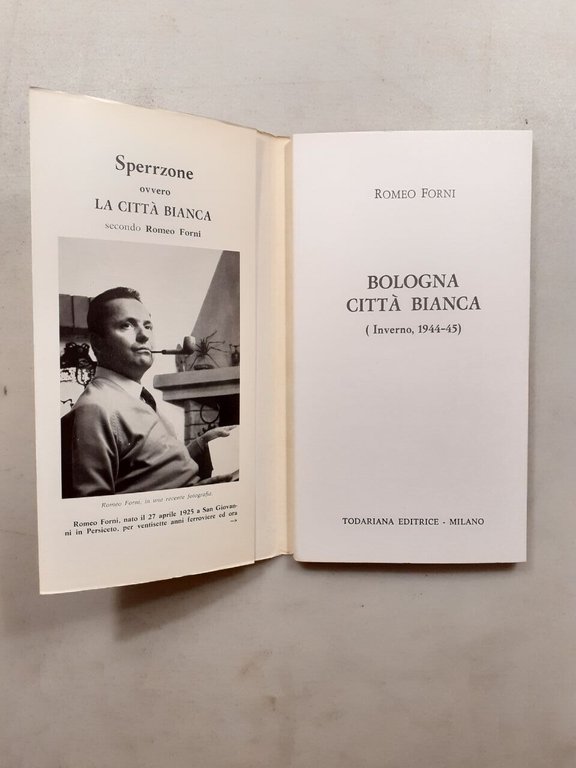 Sperrzone
ovvero
LA CITTÀ BIANCA
secondo Romeo Forni
Romeo Forni, in una recente fotografia.
Romeo Forni, nato il 27 aprile 1925 a San Giovan-
ni in Persiceto, per ventisette anni ferroviere ed ora
→
ROMEO FORNI
BOLOGNA
CITTÀ BIANCA
( Inverno, 1944-45)
TODARIANA EDITRICE - MILANO